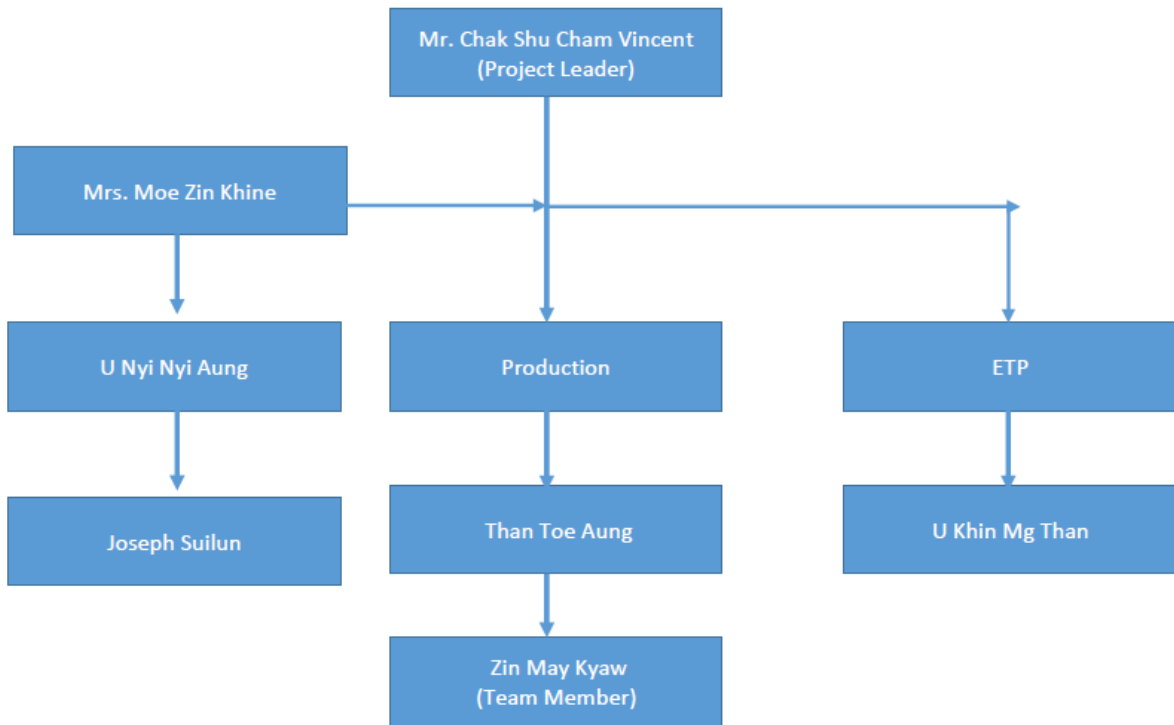 Mr. Chak Shu Cham Vincent
(Project Leader)
Mrs. Moe Zin Khine
U Nyi Nyi Aung
Production
ETP
Joseph Suilun
Than Toe Aung
U Khin Mg Than
Zin May Kyaw
(Team Member)